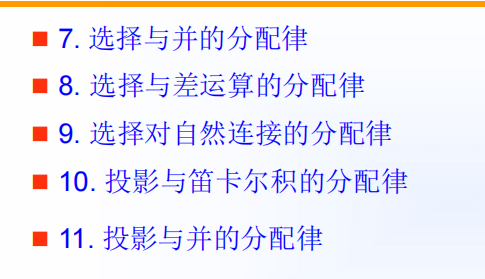 7. 选择与并的分配律
8. 选择与差运算的分配律
9. 选择对自然连接的分配律
10. 投影与笛卡尔积的分配律
11. 投影与并的分配律